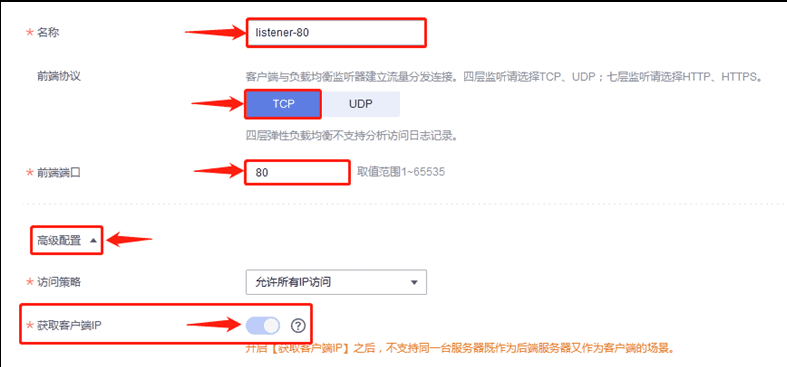 * 名称 listener-80
前端协议 客户端与负载均衡监听器建立流量分发连接。四层监听请选择TCP、UDP；七层监听请选择HTTP、HTTPS。
TCP UDP
四层弹性负载均衡不支持分析访问日志记录。
* 前端端口 80 取值范围1~65535
高级配置
* 访问策略 允许所有IP访问
* 获取客户端IP ?
开启【获取客户端IP】之后，不支持同一台服务器既作为后端服务器又作为客户端的场景。